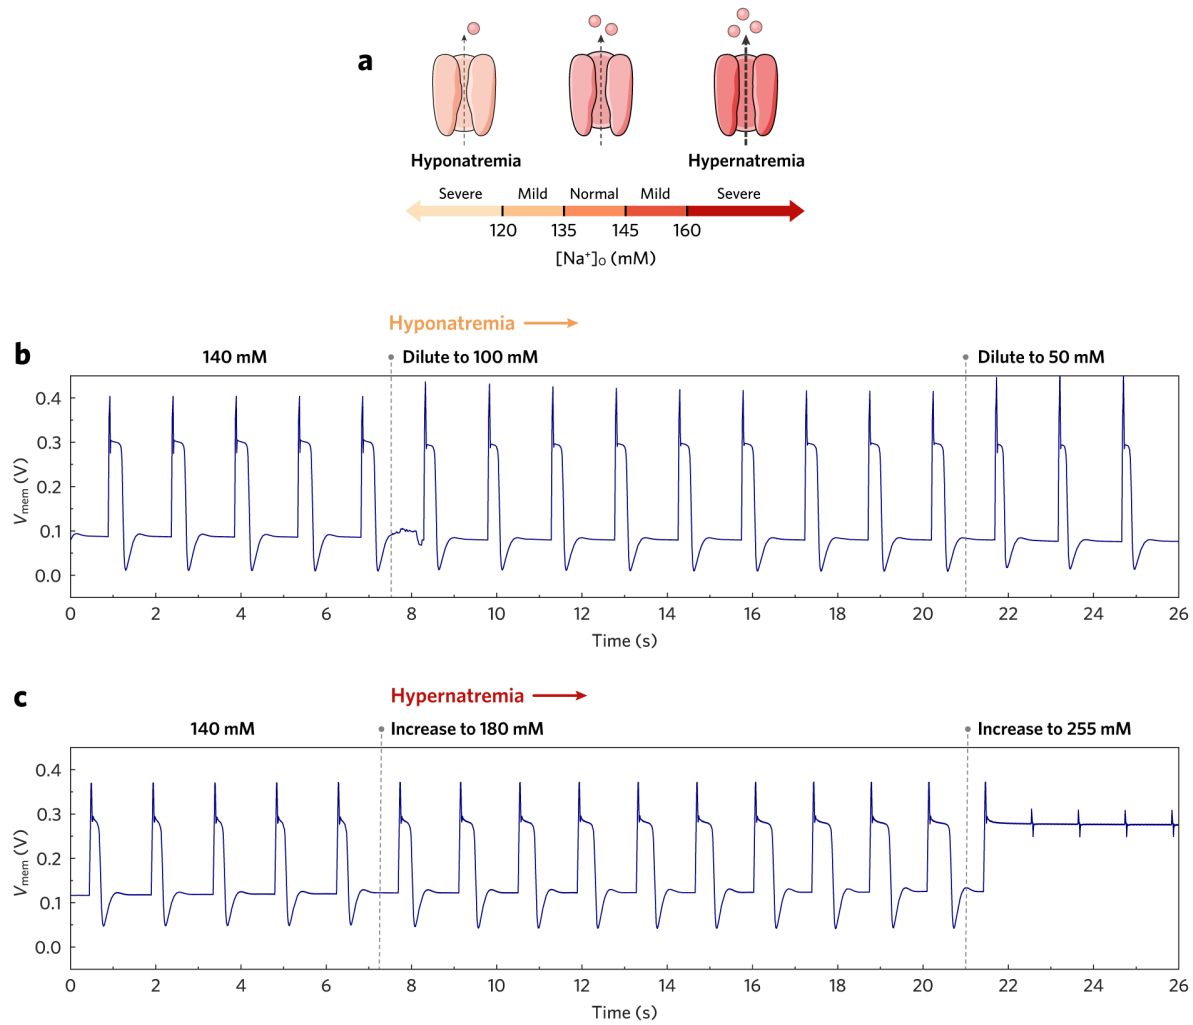 a
Hyponatremia
Hypernatremia
Severe Mild Normal Mild Severe
120 135 145 160
[Na⁺]ₒ (mM)
Hyponatremia
b
140 mM
Dilute to 100 mM
Dilute to 50 mM
0.4
0.3
0.2
0.1
0.0
Vmem (V)
0 2 4 6 8 10 12 14 16 18 20 22 24 26
Time (s)
Hypernatremia
c
140 mM
Increase to 180 mM
Increase to 255 mM
0.4
0.3
0.2
0.1
0.0
Vmem (V)
0 2 4 6 8 10 12 14 16 18 20 22 24 26
Time (s)